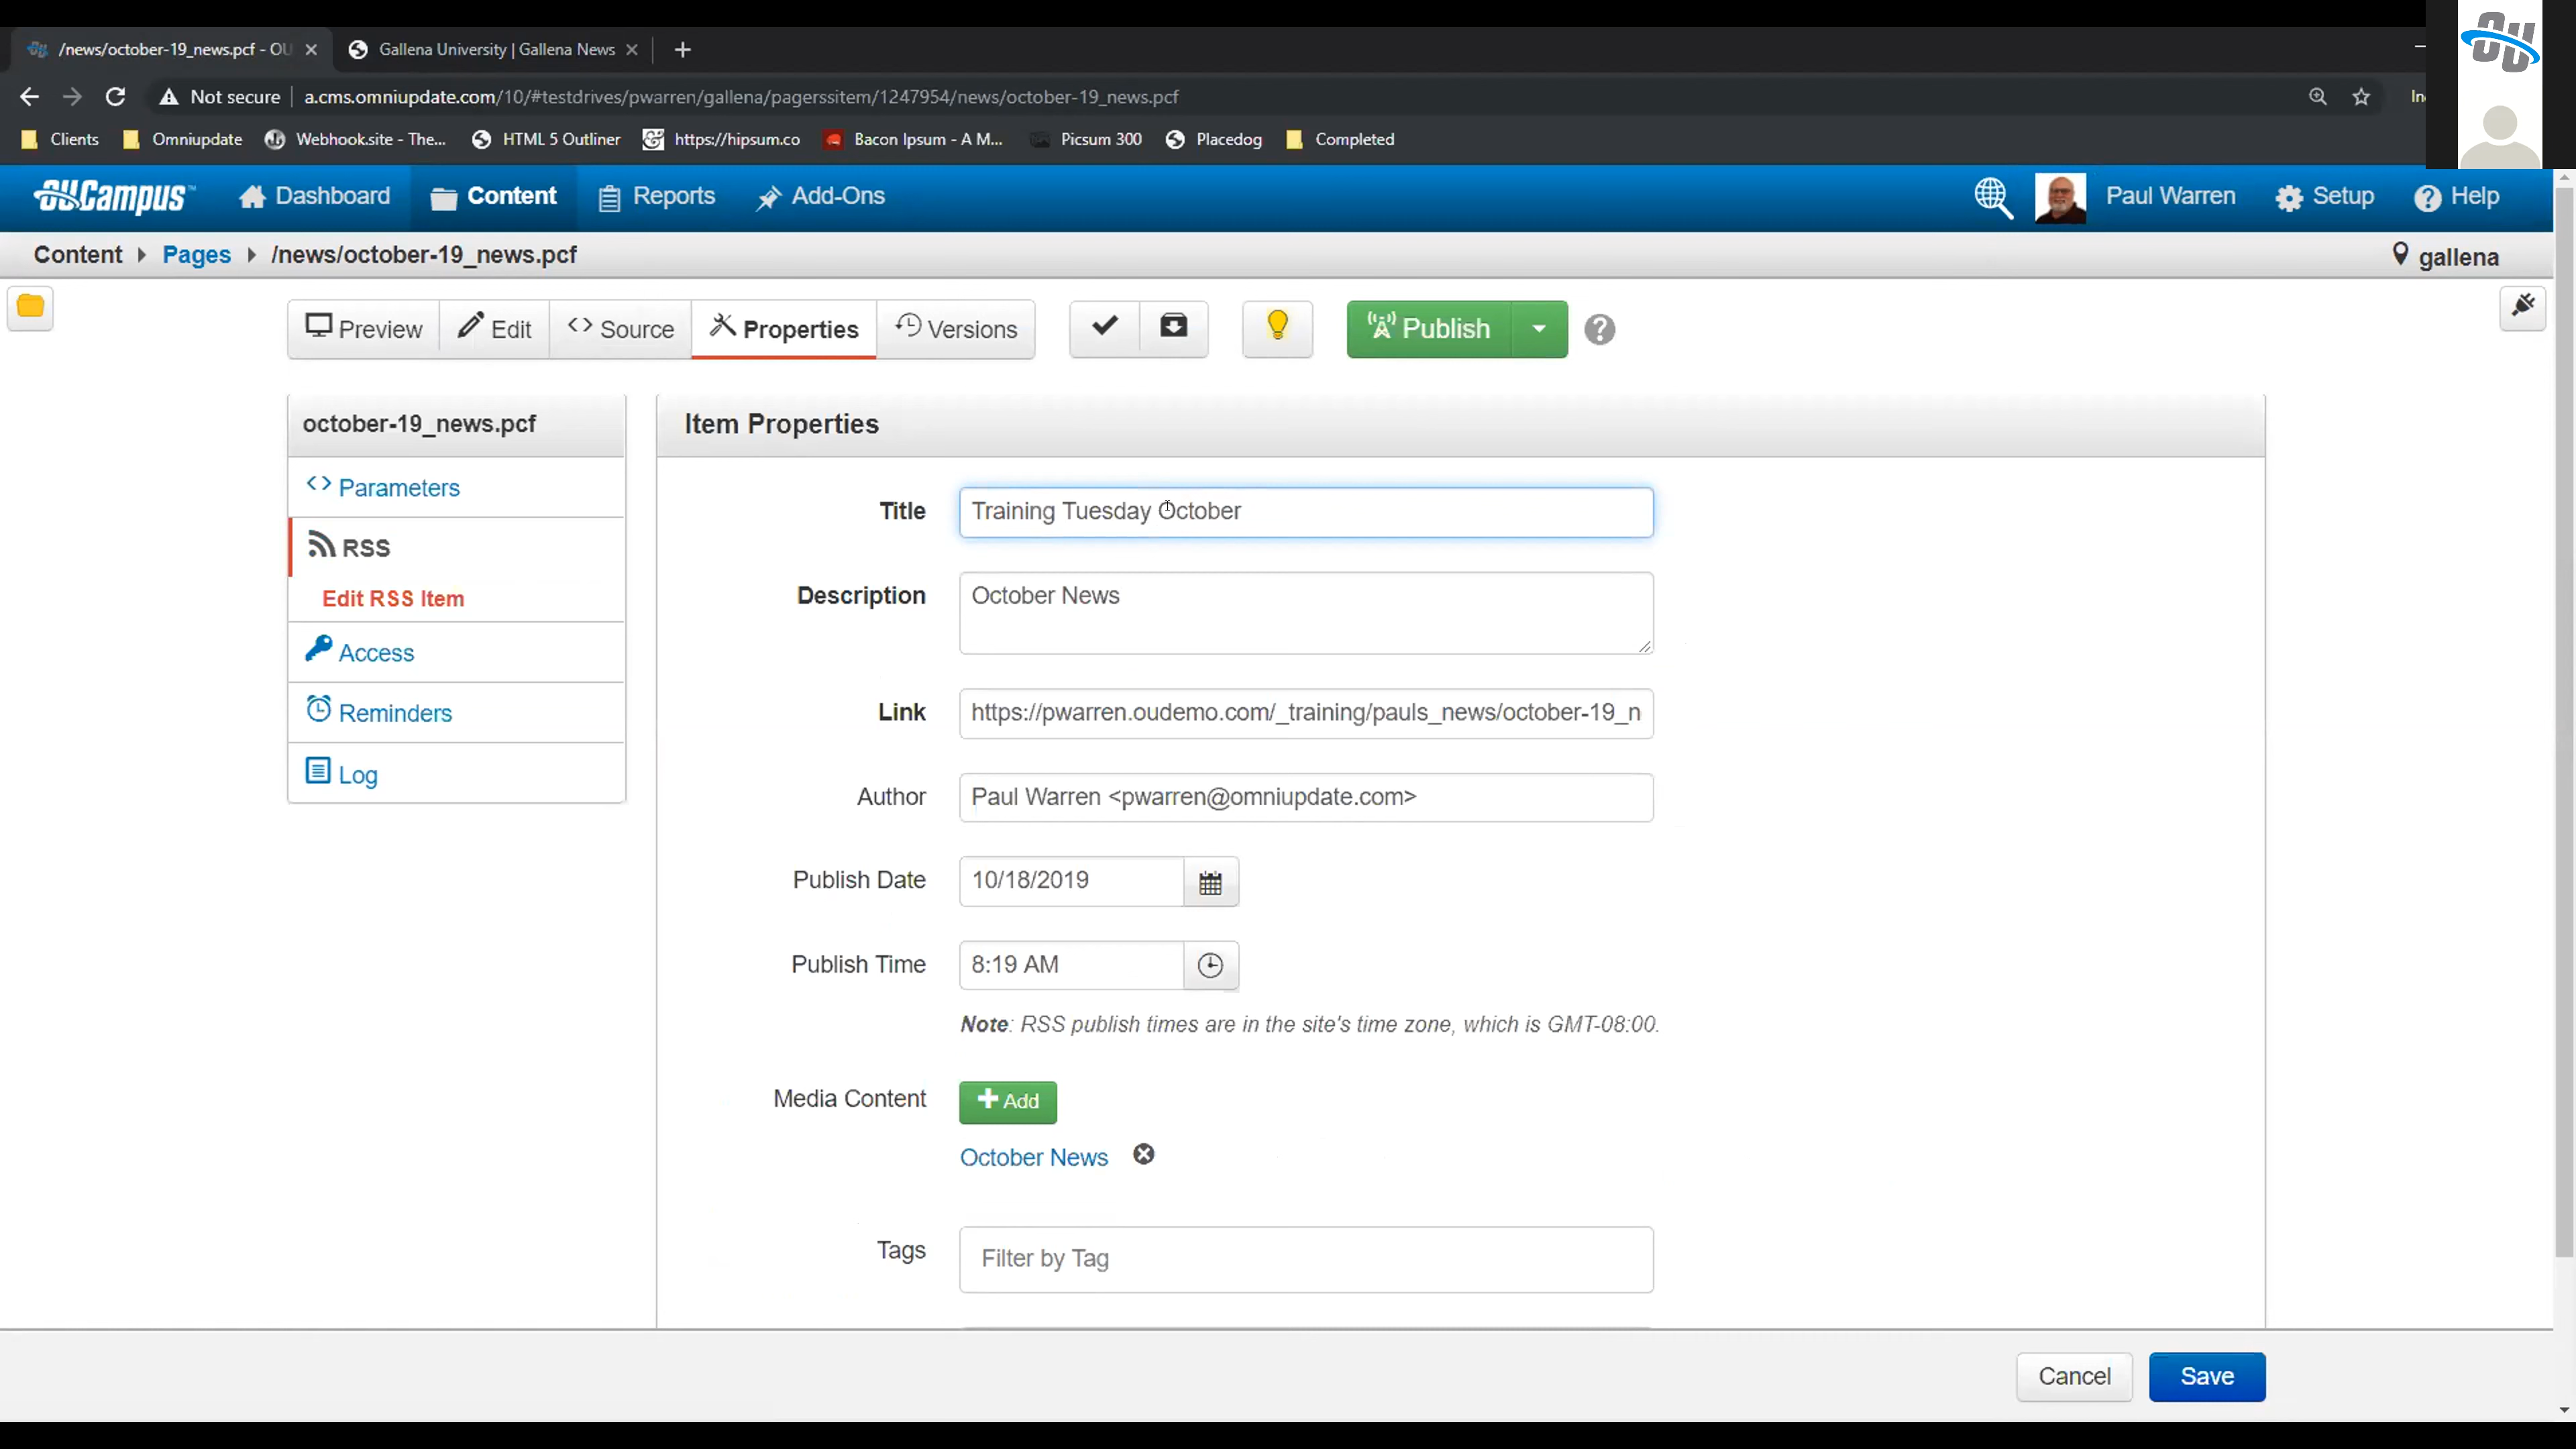 /news/october-19_news.pcf - OU
Gallena University | Gallena News
Not secure
a.cms.omniupdate.com/10/#testdrives/pwarren/gallena/pagerssitem/1247954/news/october-19_news.pcf
Clients
Omniupdate
Webhook.site - The...
HTML 5 Outliner
https://hipsum.co
Bacon Ipsum - A M...
Picsum 300
Placedog
Completed
OU
OUCampus™
Dashboard
Content
Reports
Add-Ons
Paul Warren
Setup
Help
Content
Pages
/news/october-19_news.pcf
gallena
Preview
Edit
Source
Properties
Versions
Publish
october-19_news.pcf
Parameters
RSS
Edit RSS Item
Access
Reminders
Log
Item Properties
Title
Training Tuesday October
Description
October News
Link
https://pwarren.oudemo.com/_training/pauls_news/october-19_n
Author
Paul Warren <pwarren@omniupdate.com>
Publish Date
10/18/2019
Publish Time
8:19 AM
Note: RSS publish times are in the site's time zone, which is GMT-08:00.
Media Content
Add
October News
Tags
Filter by Tag
Cancel
Save